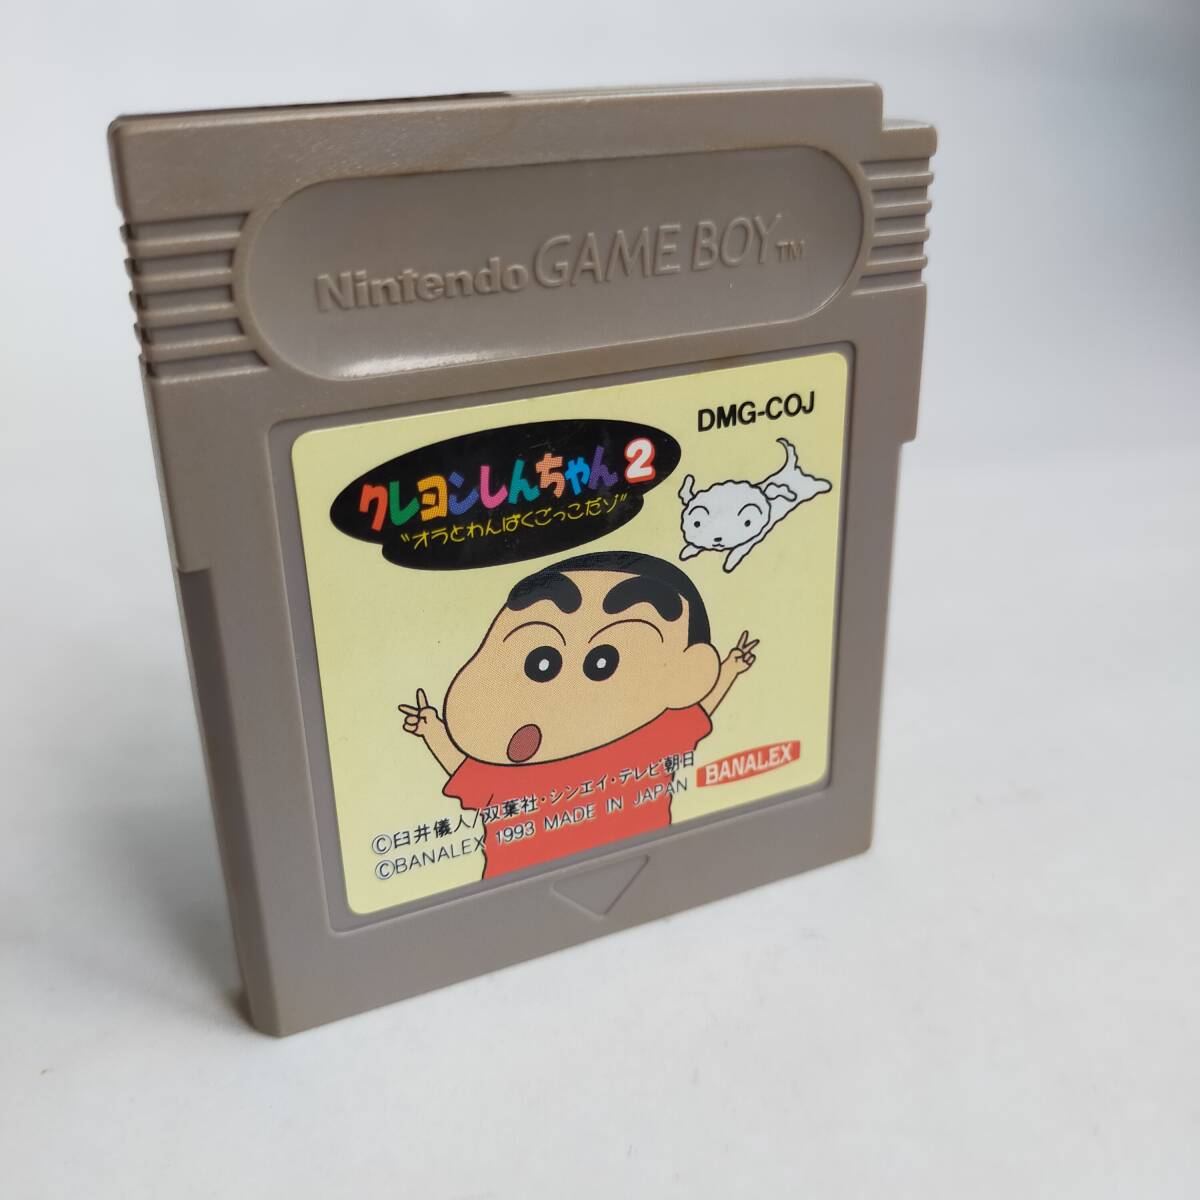 Nintendo GAME BOY TM
DMG-COJ
クレヨンしんちゃん2
"オラとわんぱくごっこだゾ"
BANALEX
©臼井儀人/双葉社・シンエイ・テレビ朝日
©BANALEX 1993 MADE IN JAPAN